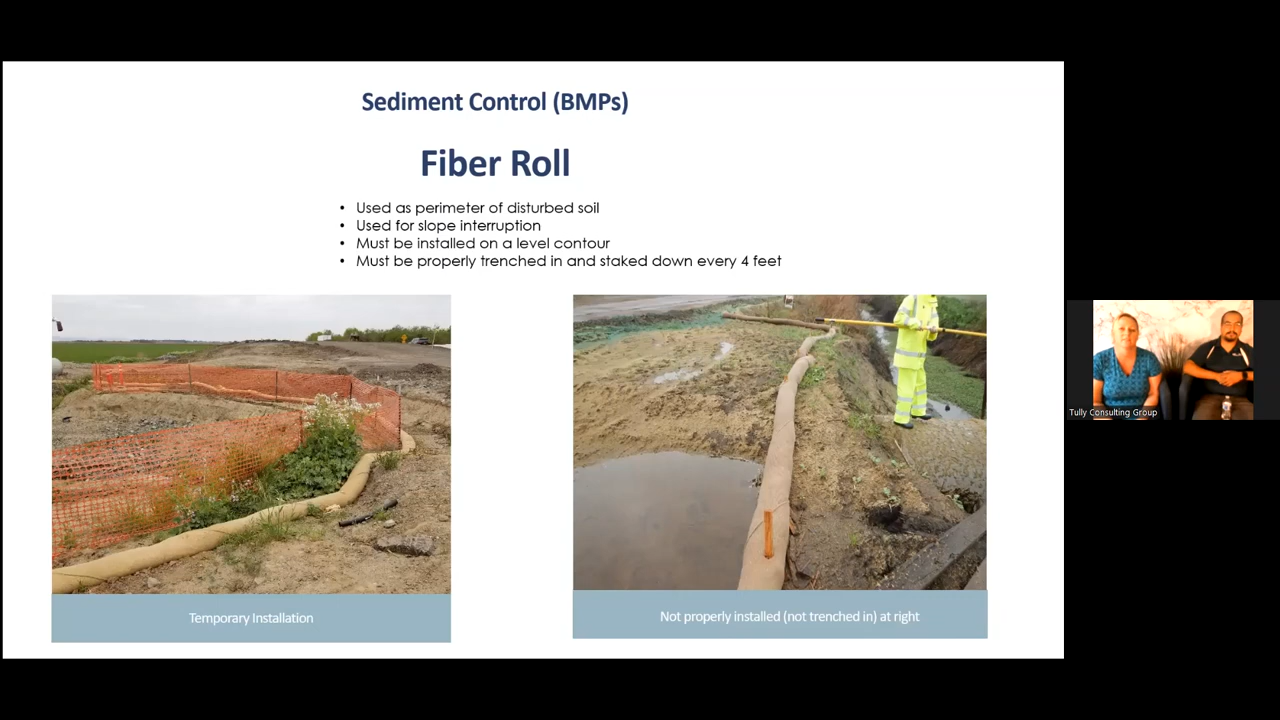 Sediment Control (BMPs)
Fiber Roll
• Used as perimeter of disturbed soil
• Used for slope interruption
• Must be installed on a level contour
• Must be properly trenched in and staked down every 4 feet
Temporary Installation
Not properly installed (not trenched in) at right
Tully Consulting Group